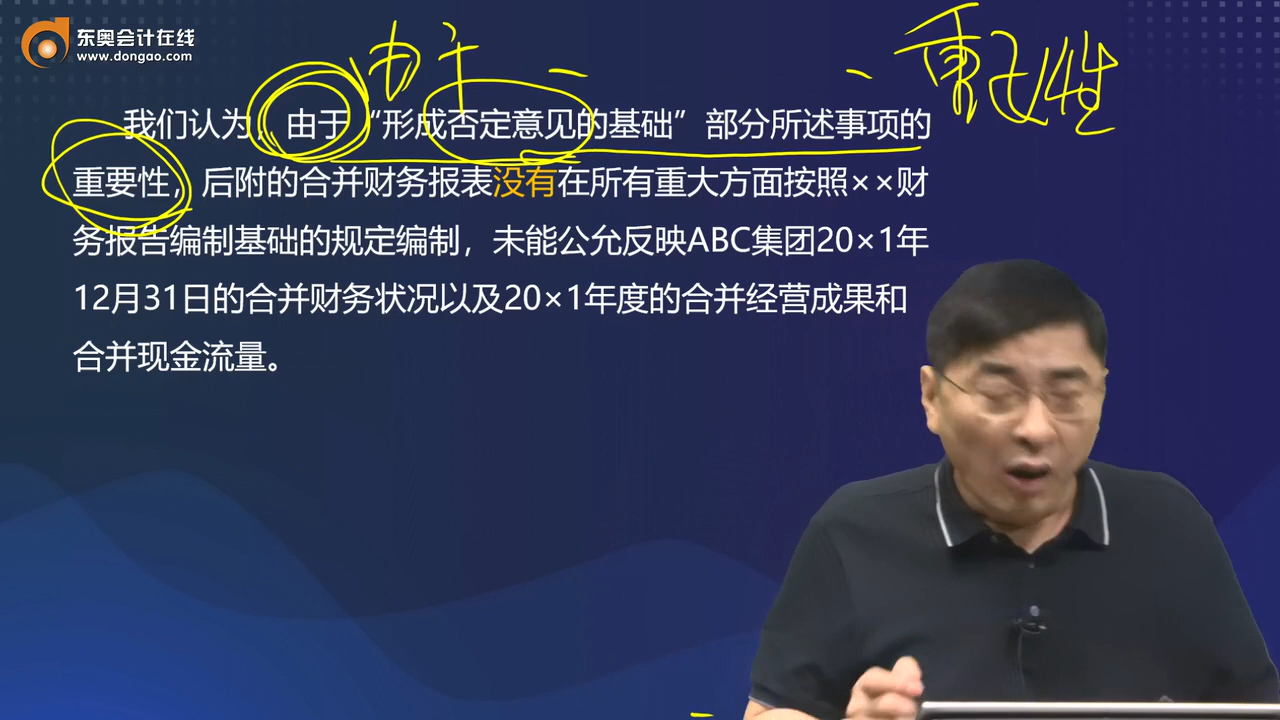 东奥会计在线
www.dongao.com
由于
重要性
我们认为，由于“形成否定意见的基础”部分所述事项的
重要性，后附的合并财务报表没有在所有重大方面按照××财
务报告编制基础的规定编制，未能公允反映ABC集团20×1年
12月31日的合并财务状况以及20×1年度的合并经营成果和
合并现金流量。